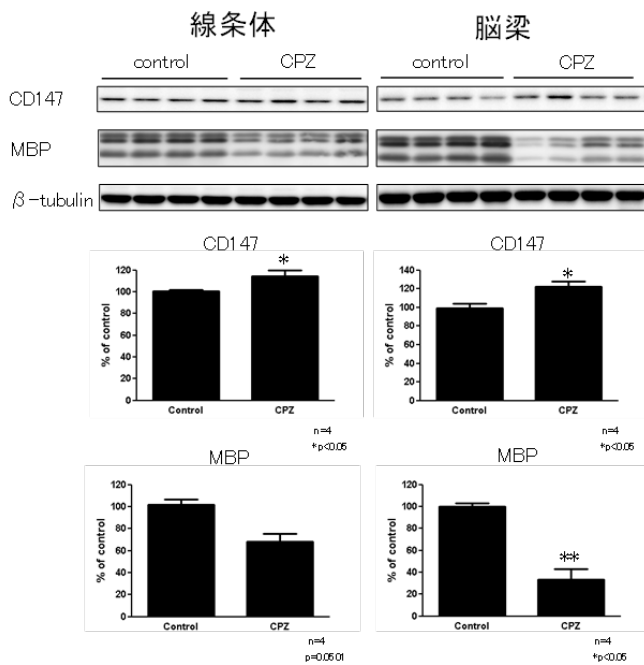 線条体 脳梁
control CPZ control CPZ
CD147
MBP
β-tubulin
CD147 CD147
120 140
100 120
80 100
60 80
40 60
20 40
0 20
0
% of control % of control
* *
Control CPZ Control CPZ
n=4 n=4
*p<0.05 *p<0.05
MBP MBP
120 120
100 100
80 80
60 60
40 40
20 20
0 0
% of control % of control
**
Control CPZ Control CPZ
n=4 n=4
p=0.0501 *p<0.05